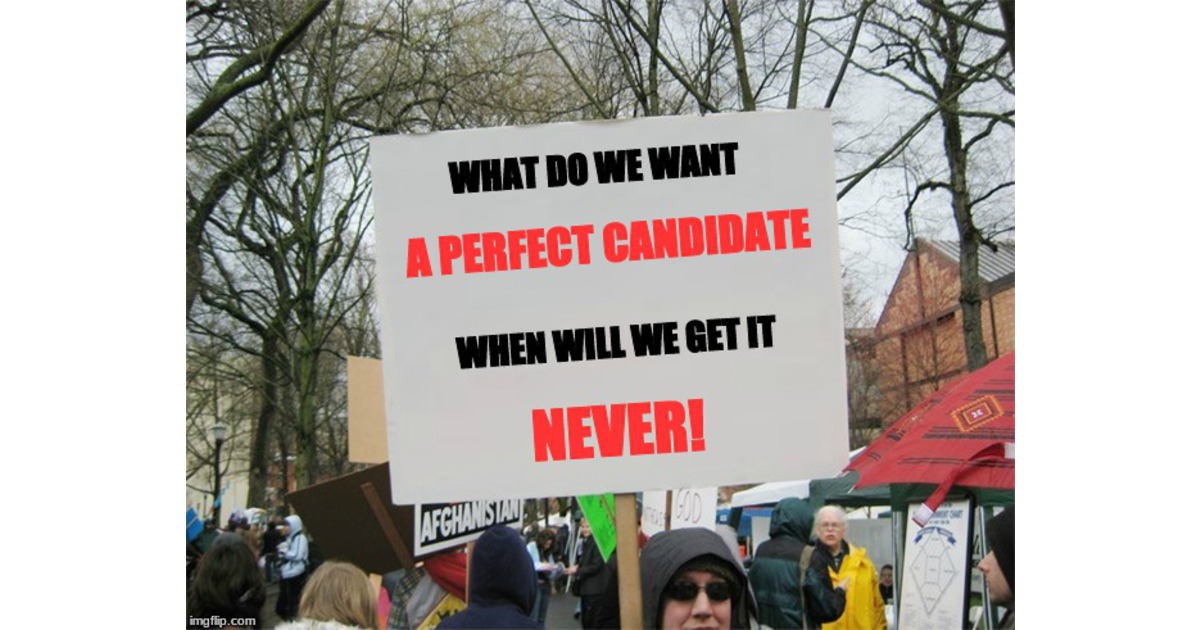 WHAT DO WE WANT
A PERFECT CANDIDATE
WHEN WILL WE GET IT
NEVER!
AFGHANISTAN
GOD
imgflip.com